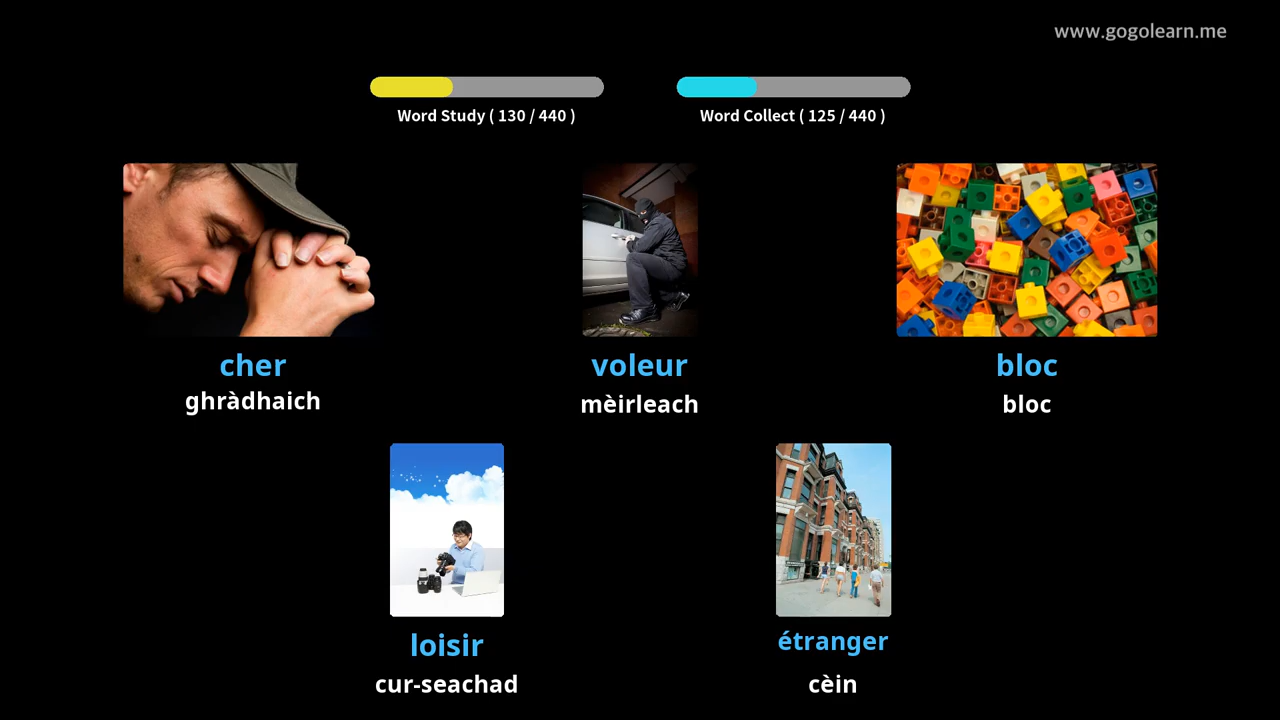 www.gogolearn.me
Word Study ( 130 / 440 )
Word Collect ( 125 / 440 )
cher
ghràdhaich
voleur
mèirleach
bloc
bloc
loisir
cur-seachad
étranger
cèin